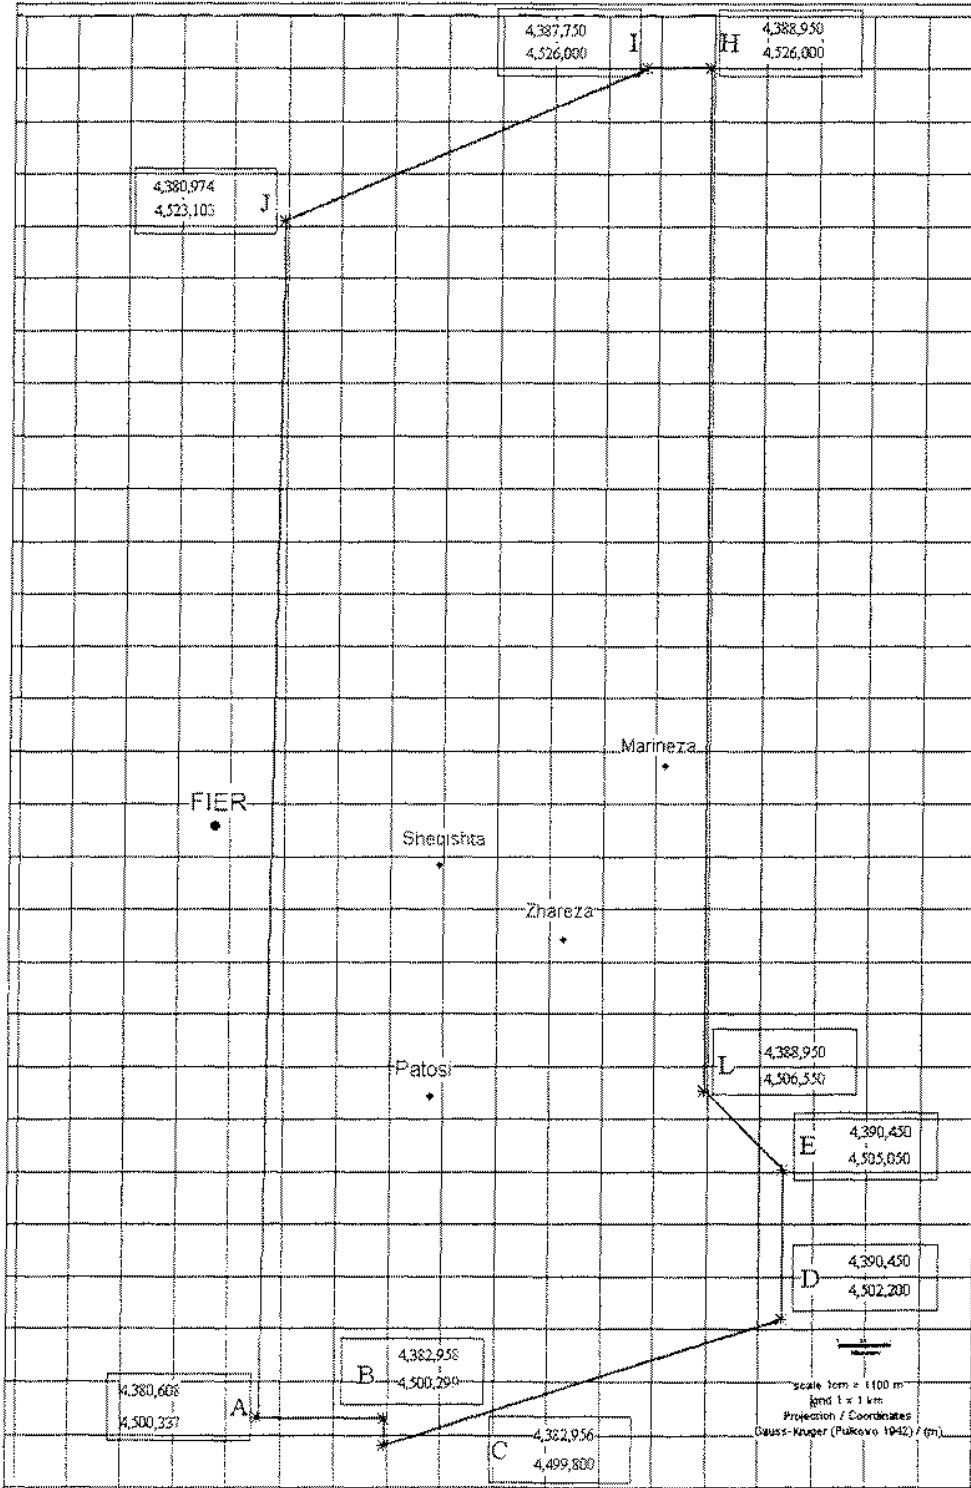 4,387,750
4,526,000
I
H
4,388,950
4,526,000
4,380,974
4,523,103
J
Marineza
FIER
Sheqishta
Zhareza
Patosi
L
4,388,950
4,506,550
E
4,390,450
4,505,050
D
4,390,450
4,502,200
B
4,382,958
4,500,299
4,380,608
4,500,337
A
C
4,382,956
4,499,800
scale 1cm = 1100 m
grid 1 x 1 km
Projection / Coordinates
Gauss-Kruger (Pulkovo 1942) / (m)